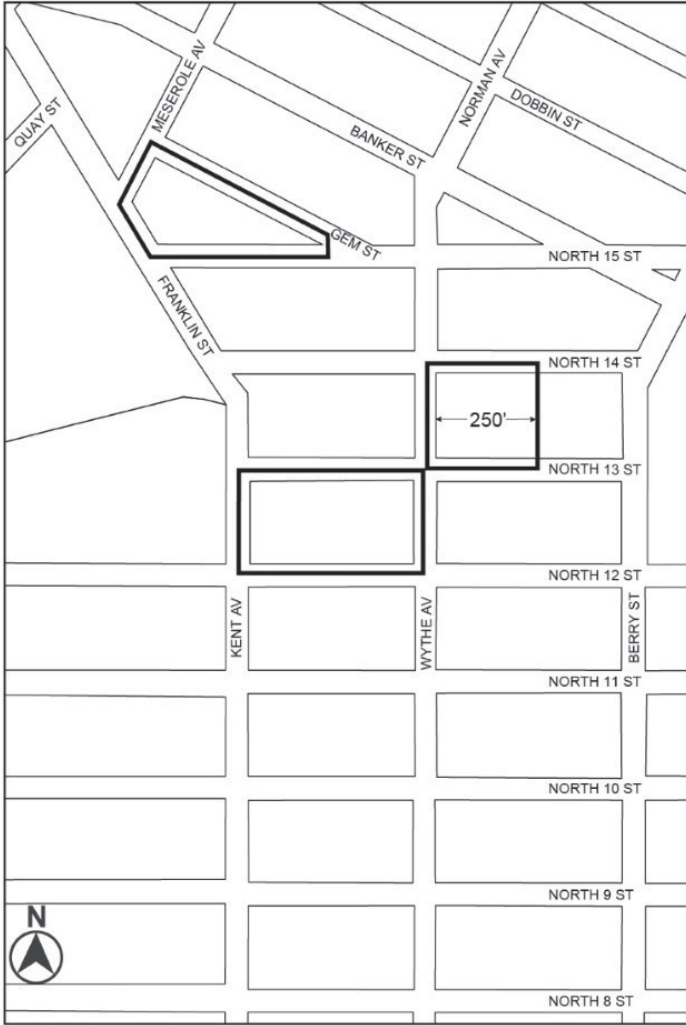 MESEROLE AV
NORMAN AV
QUAY ST
DOBBIN ST
BANKER ST
GEM ST
NORTH 15 ST
FRANKLIN ST
NORTH 14 ST
250'
NORTH 13 ST
NORTH 12 ST
KENT AV
WYTHE AV
BERRY ST
NORTH 11 ST
NORTH 10 ST
NORTH 9 ST
N
NORTH 8 ST